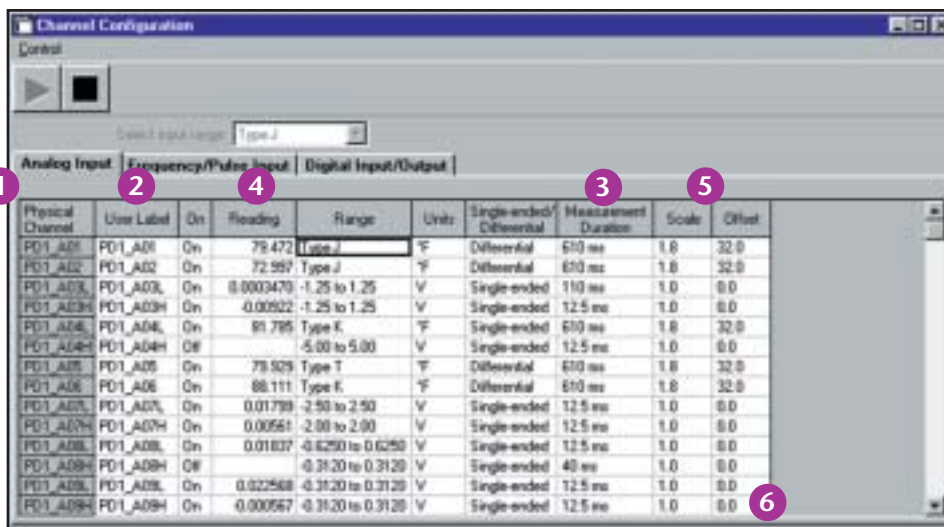 Channel Configuration
Control
Select input range: Type J
Analog Input Frequency/Pulse Input Digital Input/Output
1 2 4 3 5
Physical Channel User Label On Reading Range Units Single-ended/Differential Measurement Duration Scale Offset
PD1_A01 PD1_A01 On 79.472 Type J °F Differential 610 ms 1.8 32.0
PD1_A02 PD1_A02 On 72.997 Type J °F Differential 610 ms 1.8 32.0
PD1_A03L PD1_A03L On 0.0003470 -1.25 to 1.25 V Single-ended 110 ms 1.0 0.0
PD1_A03H PD1_A03H On -0.00922 -1.25 to 1.25 V Single-ended 12.5 ms 1.0 0.0
PD1_A04L PD1_A04L On 81.785 Type K °F Single-ended 610 ms 1.8 32.0
PD1_A04H PD1_A04H Off -5.00 to 5.00 V Single-ended 12.5 ms 1.0 0.0
PD1_A05 PD1_A05 On 79.929 Type T °F Differential 610 ms 1.8 32.0
PD1_A06 PD1_A06 On 88.111 Type K °F Differential 610 ms 1.8 32.0
PD1_A07L PD1_A07L On 0.01799 -2.50 to 2.50 V Single-ended 12.5 ms 1.0 0.0
PD1_A07H PD1_A07H On 0.00561 -2.00 to 2.00 V Single-ended 12.5 ms 1.0 0.0
PD1_A08L PD1_A08L On 0.01837 -0.6250 to 0.6250 V Single-ended 12.5 ms 1.0 0.0
PD1_A08H PD1_A08H Off -0.3120 to 0.3120 V Single-ended 40 ms 1.0 0.0
PD1_A09L PD1_A09L On 0.022568 -0.3120 to 0.3120 V Single-ended 12.5 ms 1.0 0.0
PD1_A09H PD1_A09H On -0.000567 -0.3120 to 0.3120 V Single-ended 12.5 ms 1.0 0.0
6